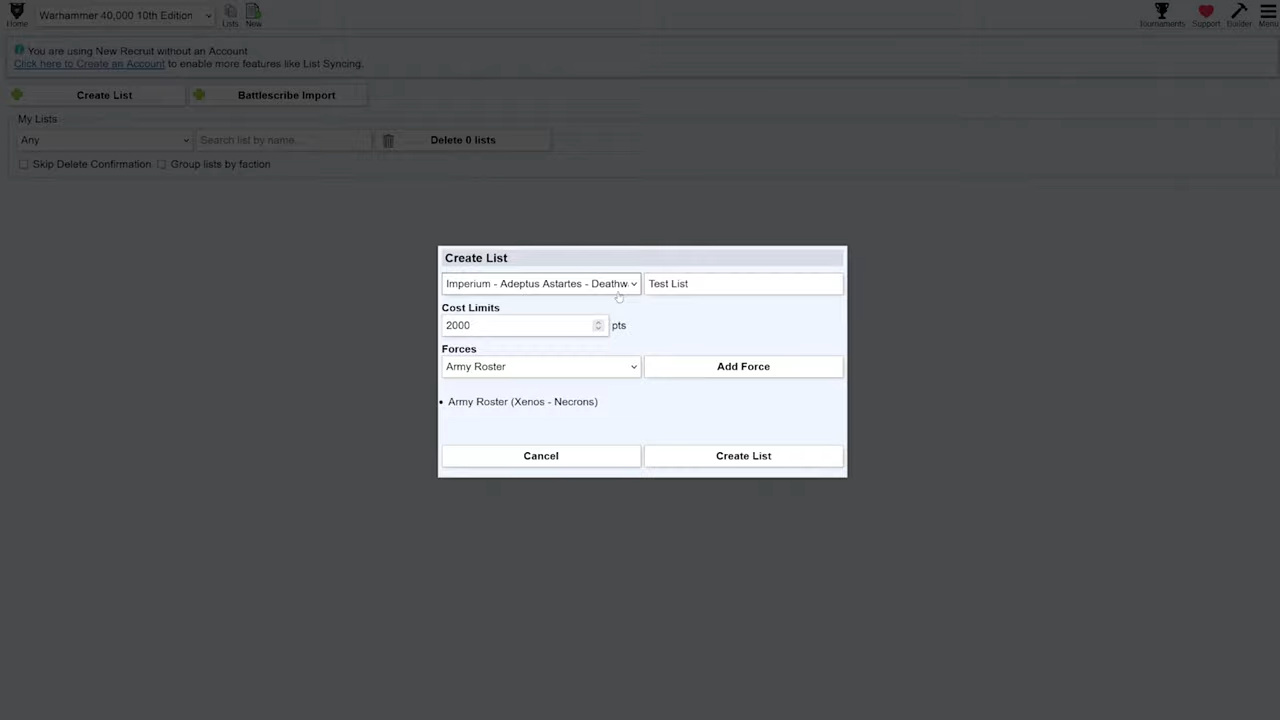 Warhammer 40,000 10th Edition
Home
Lists
New
Tournaments
Support
Builder
Menu
You are using New Recruit without an Account
Click here to Create an Account to enable more features like List Syncing.
Create List
Battlescribe Import
My Lists
Any
Search list by name...
Delete 0 lists
Skip Delete Confirmation
Group lists by faction
Create List
Imperium - Adeptus Astartes - Deathw
Test List
Cost Limits
2000
pts
Forces
Army Roster
Add Force
• Army Roster (Xenos - Necrons)
Cancel
Create List